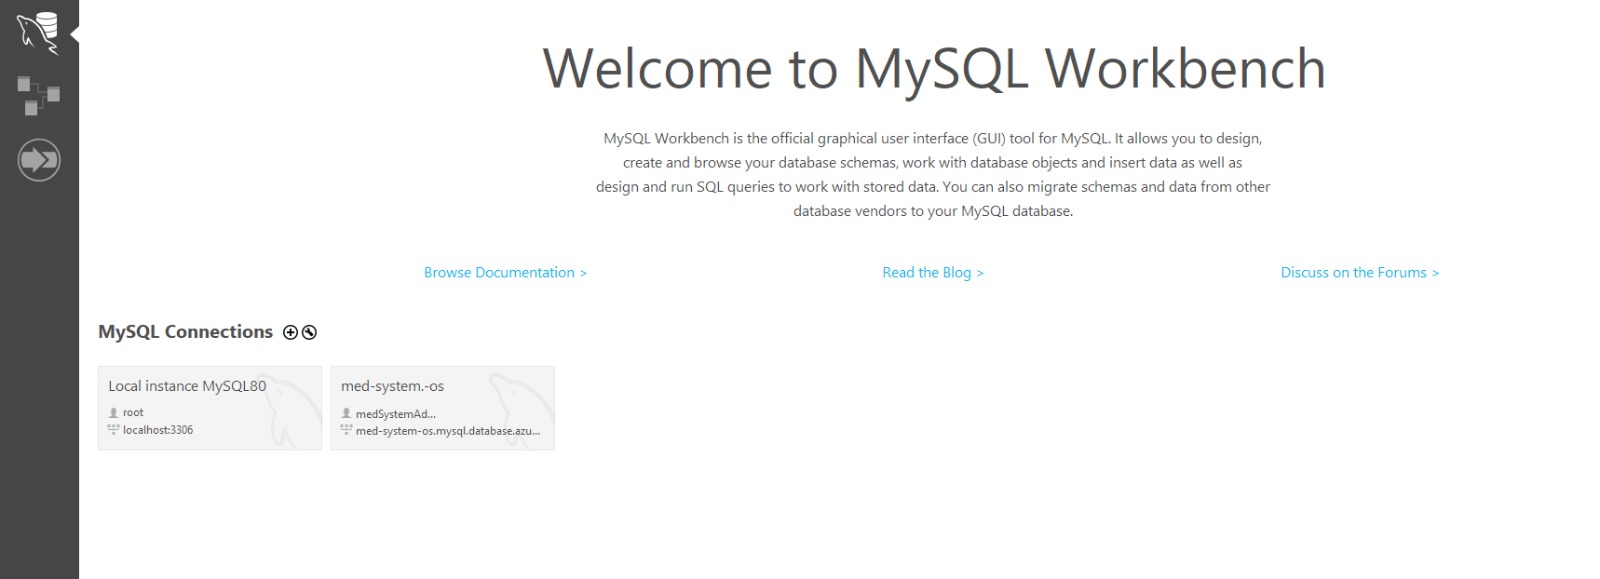 Welcome to MySQL Workbench
MySQL Workbench is the official graphical user interface (GUI) tool for MySQL. It allows you to design,
create and browse your database schemas, work with database objects and insert data as well as
design and run SQL queries to work with stored data. You can also migrate schemas and data from other
database vendors to your MySQL database.
Browse Documentation >
Read the Blog >
Discuss on the Forums >
MySQL Connections
Local instance MySQL80
root
localhost:3306
med-system.-os
medSystemAd...
med-system-os.mysql.database.azu...